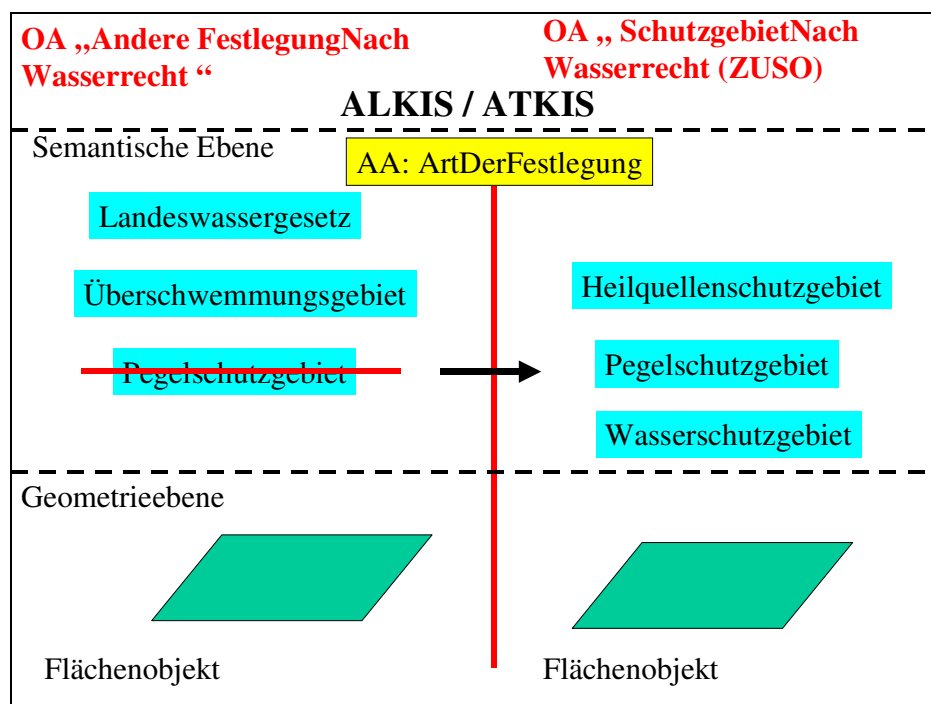 OA „Andere FestlegungNach
Wasserrecht “
OA „ SchutzgebietNach
Wasserrecht (ZUSO)
ALKIS / ATKIS
Semantische Ebene
AA: ArtDerFestlegung
Landeswassergesetz
Überschwemmungsgebiet
Pegelschutzgebiet
Heilquellenschutzgebiet
Pegelschutzgebiet
Wasserschutzgebiet
Geometrieebene
Flächenobjekt
Flächenobjekt